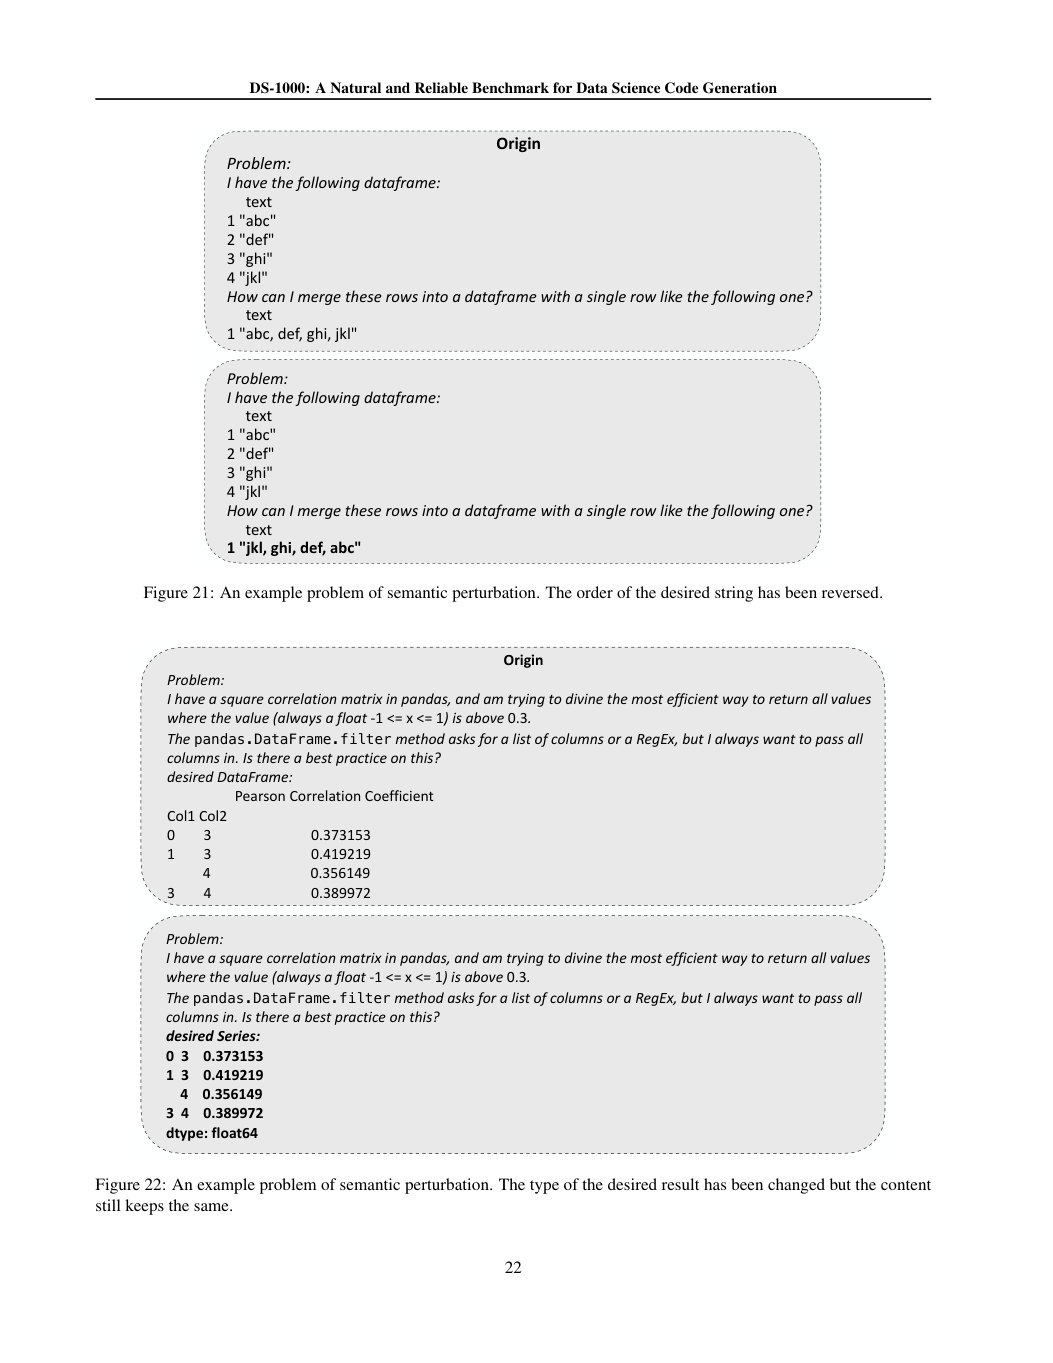 DS-1000: A Natural and Reliable Benchmark for Data Science Code Generation
Origin
Problem:
I have the following dataframe:
text
1 "abc"
2 "def"
3 "ghi"
4 "jkl"
How can I merge these rows into a dataframe with a single row like the following one?
text
1 "abc, def, ghi, jkl"
Problem:
I have the following dataframe:
text
1 "abc"
2 "def"
3 "ghi"
4 "jkl"
How can I merge these rows into a dataframe with a single row like the following one?
text
1 "jkl, ghi, def, abc"
Figure 21: An example problem of semantic perturbation. The order of the desired string has been reversed.
Origin
Problem:
I have a square correlation matrix in pandas, and am trying to divine the most efficient way to return all values
where the value (always a float -1 <= x <= 1) is above 0.3.
The pandas.DataFrame.filter method asks for a list of columns or a RegEx, but I always want to pass all
columns in. Is there a best practice on this?
desired DataFrame:
Pearson Correlation Coefficient
Col1 Col2
0 3 0.373153
1 3 0.419219
4 0.356149
3 4 0.389972
Problem:
I have a square correlation matrix in pandas, and am trying to divine the most efficient way to return all values
where the value (always a float -1 <= x <= 1) is above 0.3.
The pandas.DataFrame.filter method asks for a list of columns or a RegEx, but I always want to pass all
columns in. Is there a best practice on this?
desired Series:
0 3 0.373153
1 3 0.419219
4 0.356149
3 4 0.389972
dtype: float64
Figure 22: An example problem of semantic perturbation. The type of the desired result has been changed but the content
still keeps the same.
22